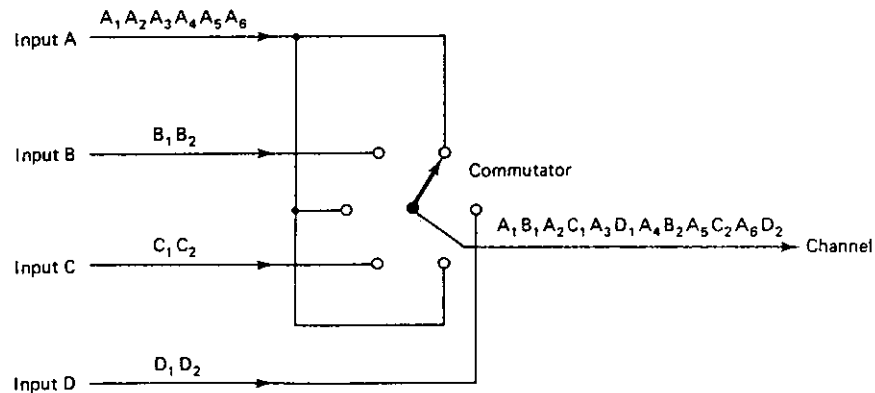 A₁ A₂ A₃ A₄ A₅ A₆
Input A
B₁ B₂
Input B
Commutator
A₁ B₁ A₂ C₁ A₃ D₁ A₄ B₂ A₅ C₂ A₆ D₂
Channel
C₁ C₂
Input C
D₁ D₂
Input D